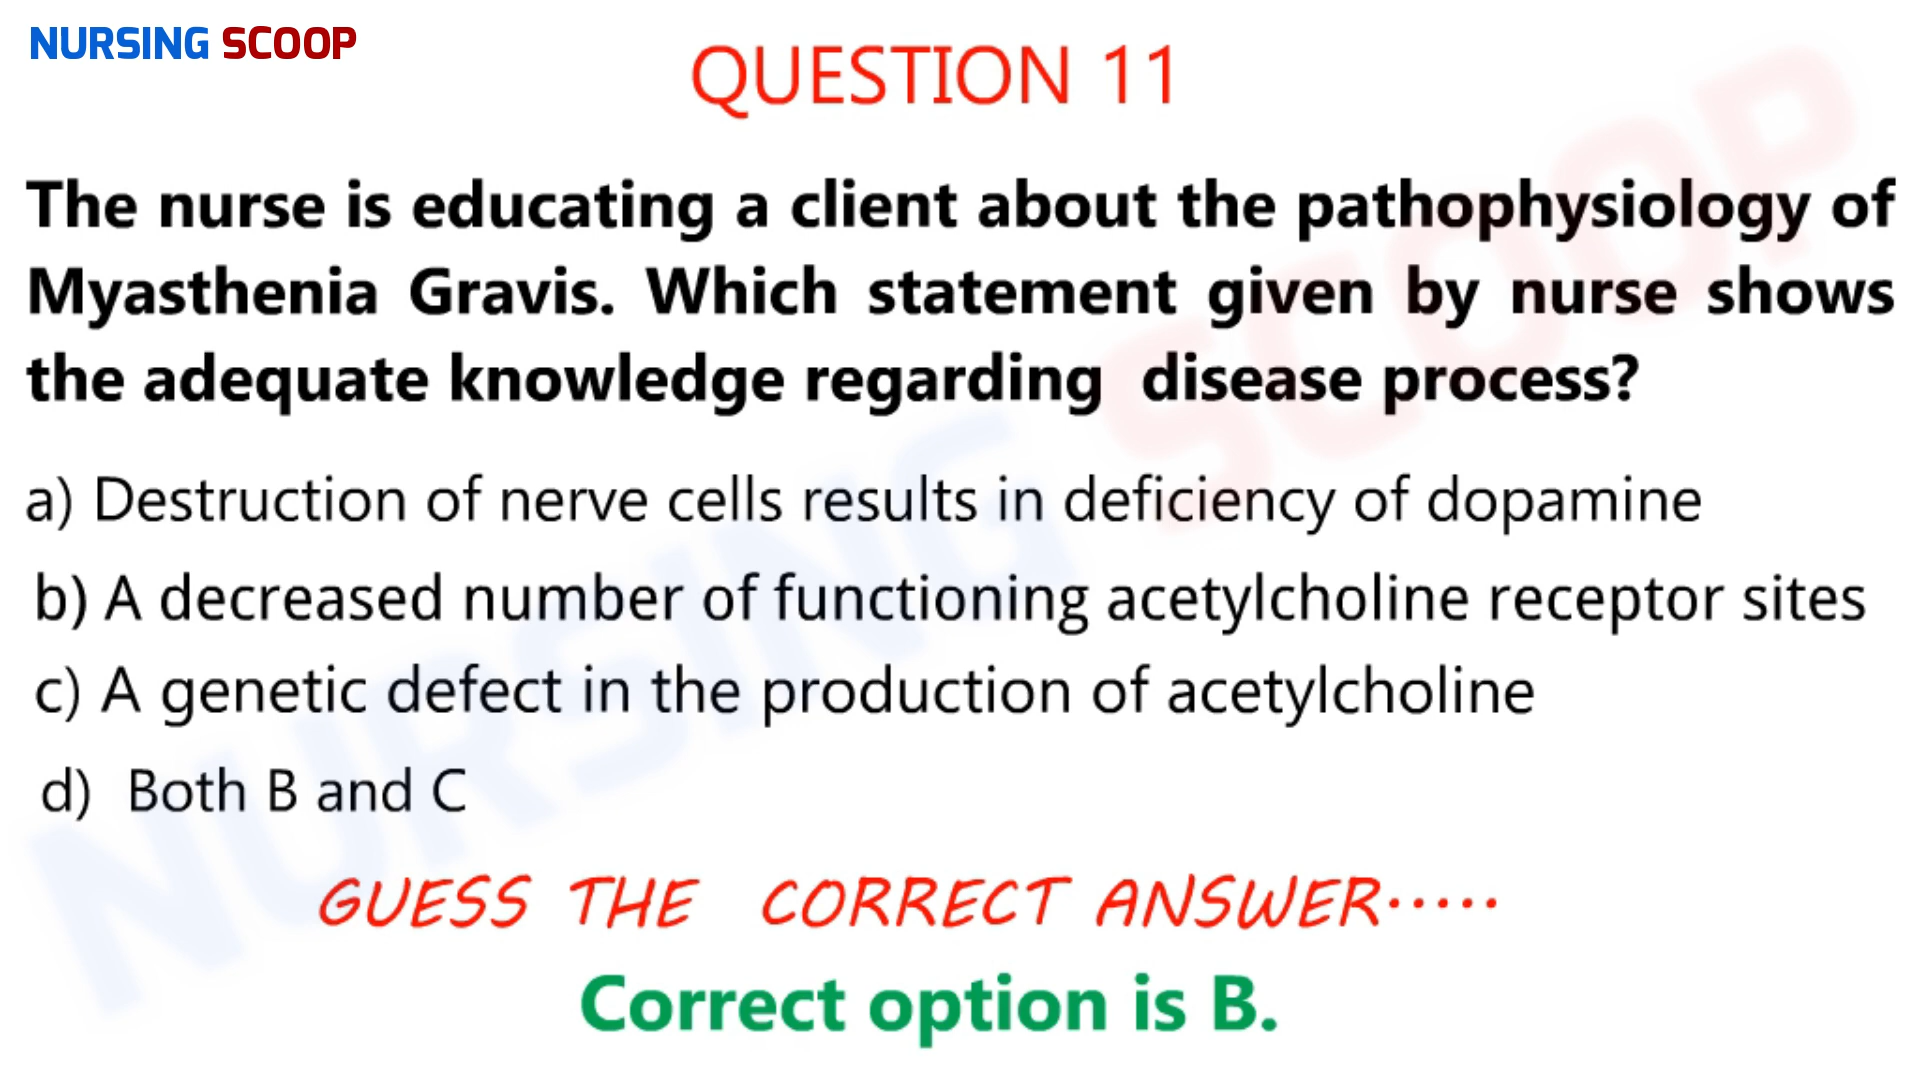 NURSING SCOOP
QUESTION 11
The nurse is educating a client about the pathophysiology of
Myasthenia Gravis. Which statement given by nurse shows
the adequate knowledge regarding disease process?
a) Destruction of nerve cells results in deficiency of dopamine
b) A decreased number of functioning acetylcholine receptor sites
c) A genetic defect in the production of acetylcholine
d) Both B and C
GUESS THE CORRECT ANSWER.....
Correct option is B.
NURSING SCOOP